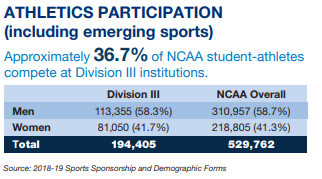 ATHLETICS PARTICIPATION
(including emerging sports)
Approximately 36.7% of NCAA student-athletes
compete at Division III institutions.
Division III NCAA Overall
Men 113,355 (58.3%) 310,957 (58.7%)
Women 81,050 (41.7%) 218,805 (41.3%)
Total 194,405 529,762
Source: 2018-19 Sports Sponsorship and Demographic Forms